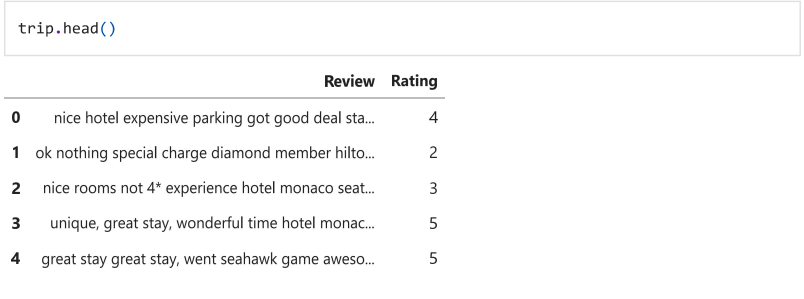 trip.head()
Review Rating
0 nice hotel expensive parking got good deal sta... 4
1 ok nothing special charge diamond member hilto... 2
2 nice rooms not 4* experience hotel monaco seat... 3
3 unique, great stay, wonderful time hotel monac... 5
4 great stay great stay, went seahawk game aweso... 5